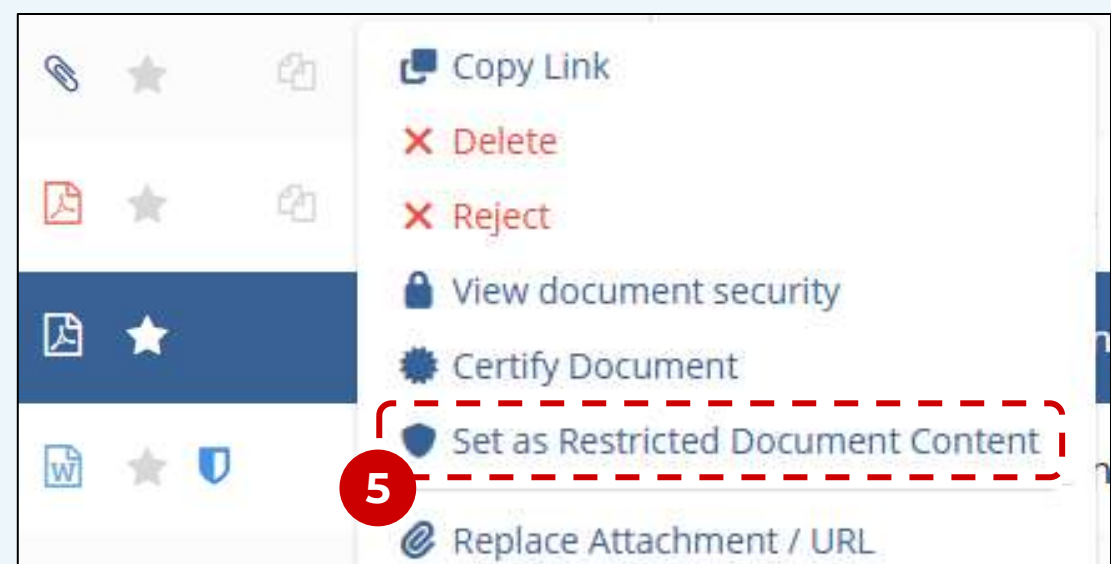 Copy Link
Delete
Reject
View document security
Certify Document
Set as Restricted Document Content
5
Replace Attachment / URL